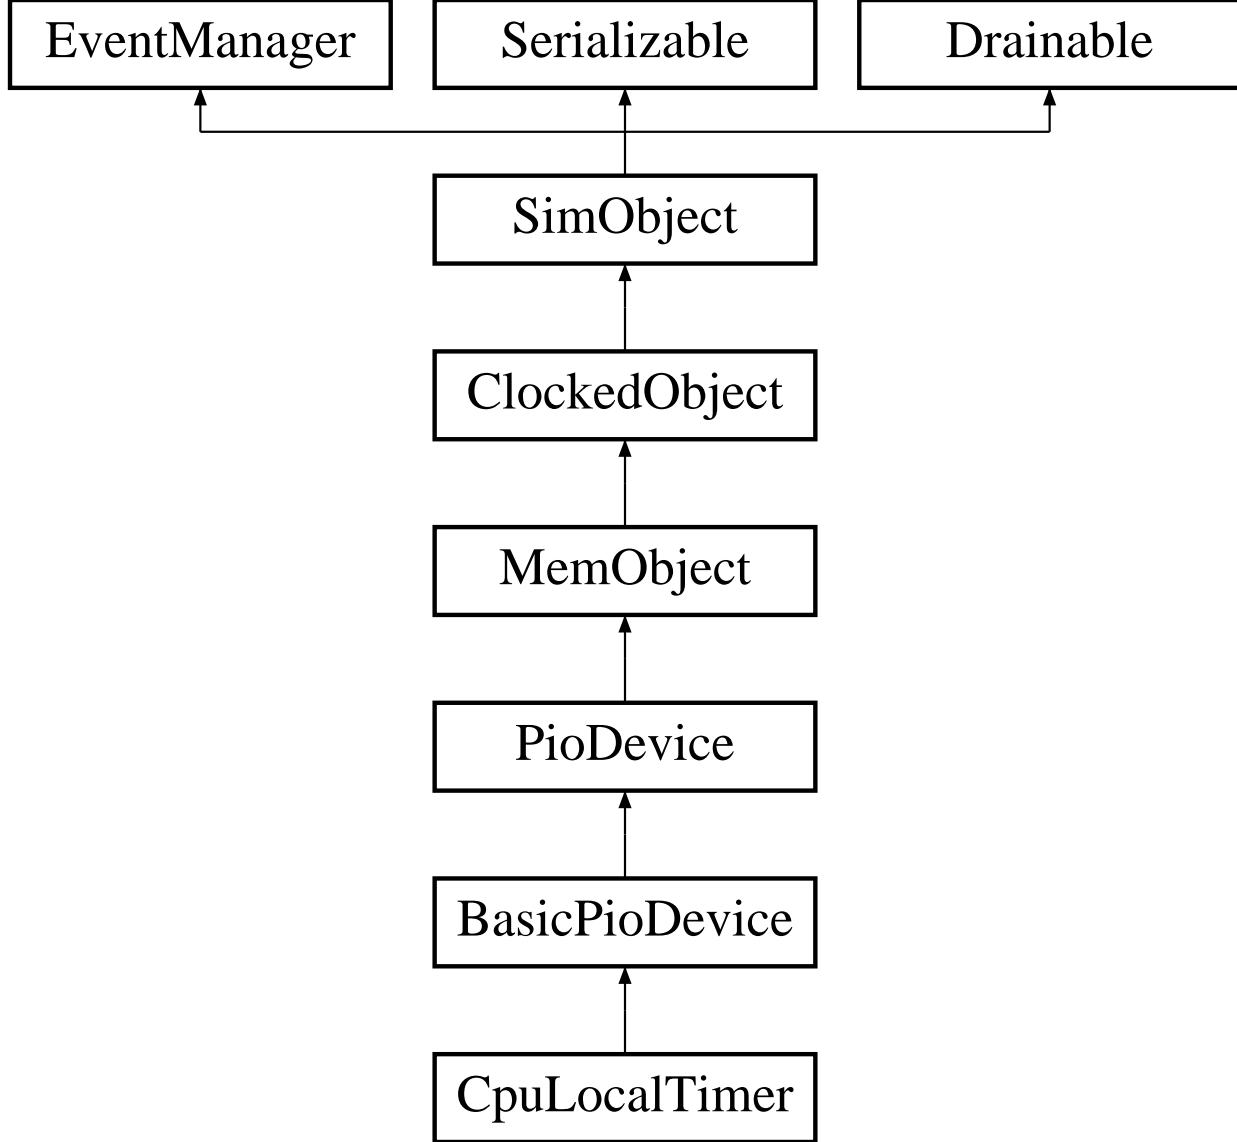 EventManager Serializable Drainable
SimObject
ClockedObject
MemObject
PioDevice
BasicPioDevice
CpuLocalTimer